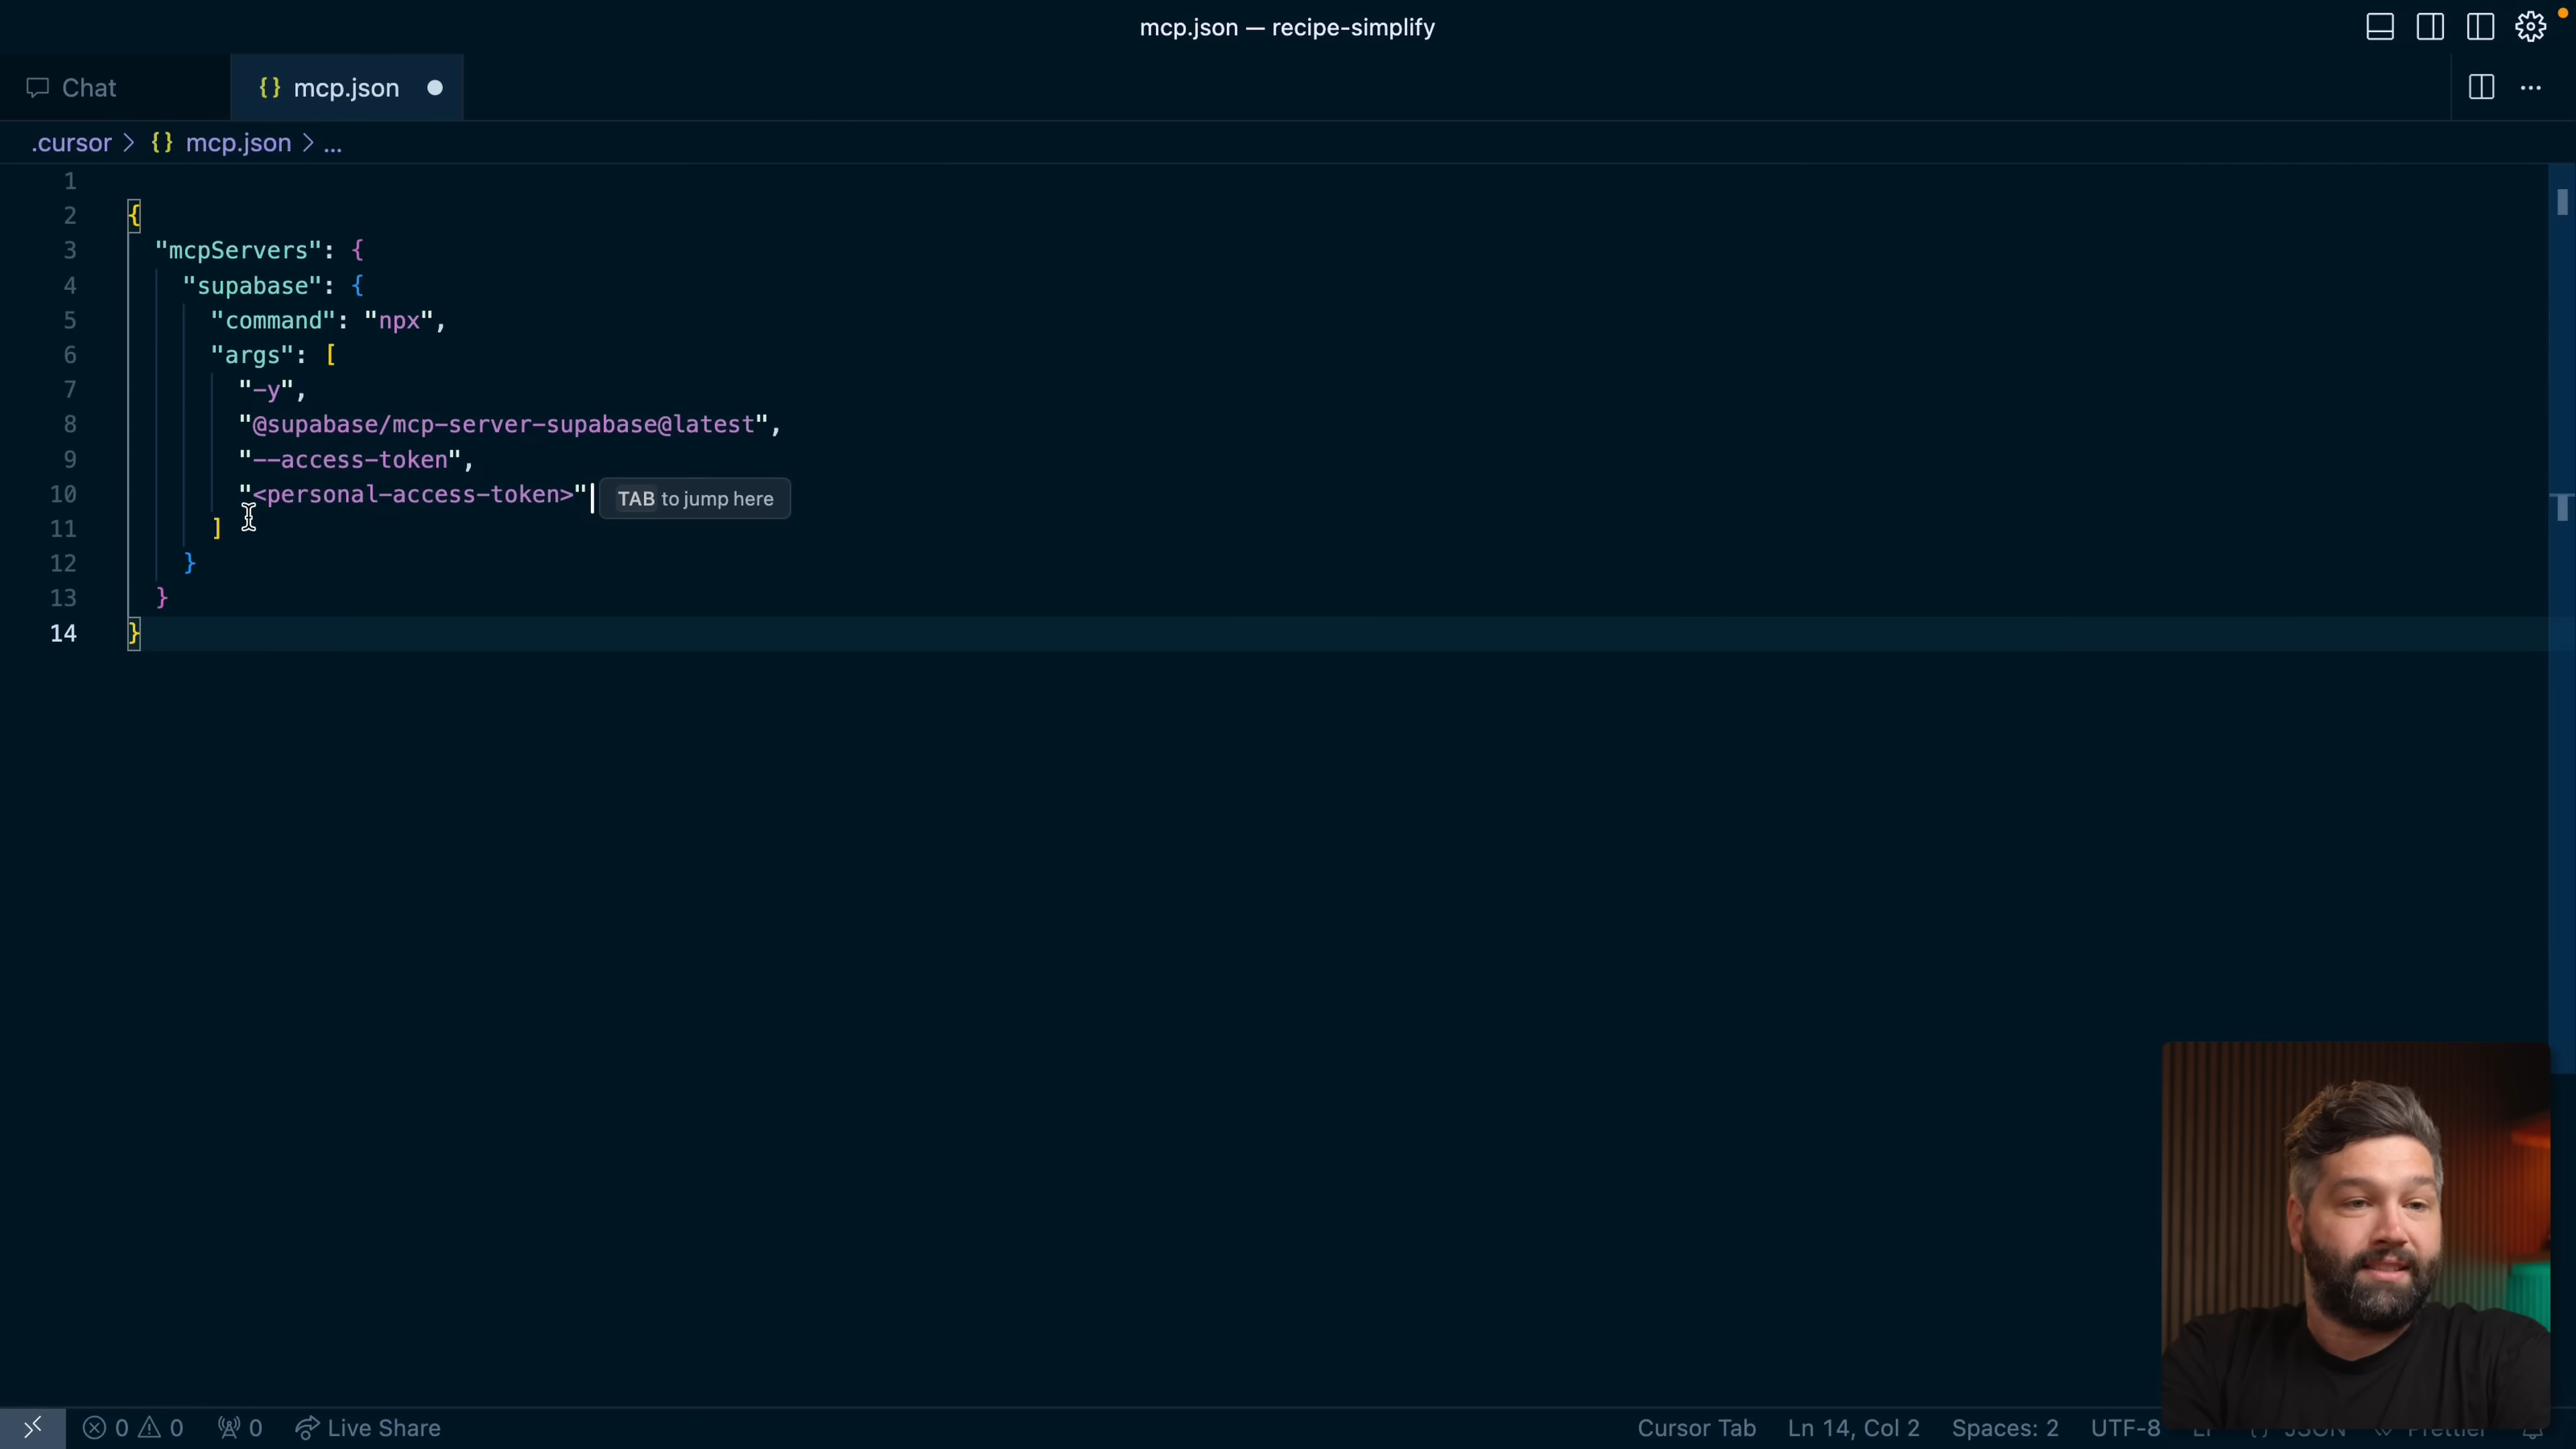 mcp.json — recipe-simplify
Chat
{} mcp.json
.cursor > {} mcp.json > ...
1
2 {
3 "mcpServers": {
4 "supabase": {
5 "command": "npx",
6 "args": [
7 "-y",
8 "@supabase/mcp-server-supabase@latest",
9 "--access-token",
10 "<personal-access-token>" TAB to jump here
11 ]
12 }
13 }
14 }
0 0 0 Live Share Cursor Tab Ln 14, Col 2 Spaces: 2 UTF-8 LF {} JSON Prettier